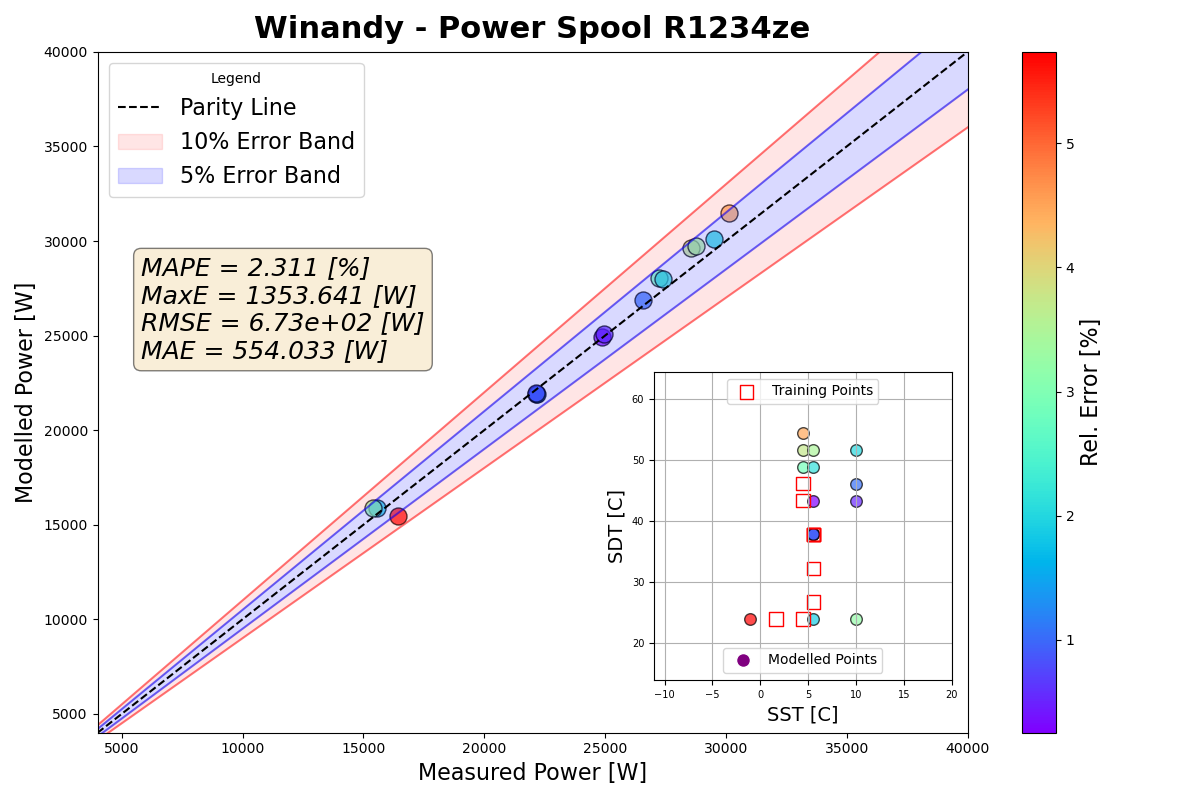 Winandy - Power Spool R1234ze
Legend
Parity Line
10% Error Band
5% Error Band
MAPE = 2.311 [%]
MaxE = 1353.641 [W]
RMSE = 6.73e+02 [W]
MAE = 554.033 [W]
Modelled Power [W]
40000
35000
30000
25000
20000
15000
10000
5000
5000 10000 15000 20000 25000 30000 35000 40000
Measured Power [W]
Training Points
Modelled Points
SDT [C]
60
50
40
30
20
−10 −5 0 5 10 15 20
SST [C]
5
4
3
2
1
Rel. Error [%]